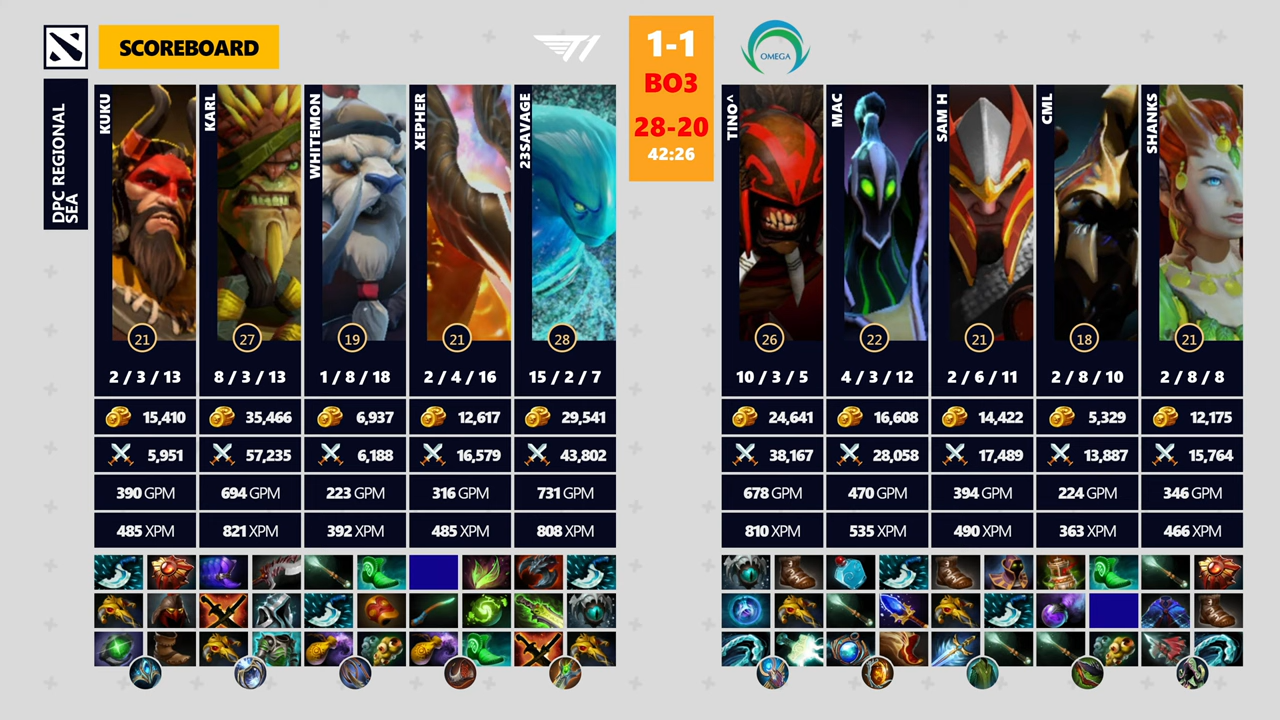 SCOREBOARD
T1
1-1
BO3
28-20
42:26
OMEGA
DPC REGIONAL
SEA
KUKU
KARL
WHITEMON
XEPHER
23SAVAGE
TINO^
MAC
SAM H
CML
SHANKS
21 27 19 21 28 26 22 21 18 21
2 / 3 / 13 8 / 3 / 13 1 / 8 / 18 2 / 4 / 16 15 / 2 / 7 10 / 3 / 5 4 / 3 / 12 2 / 6 / 11 2 / 8 / 10 2 / 8 / 8
15,410 35,466 6,937 12,617 29,541 24,641 16,608 14,422 5,329 12,175
5,951 57,235 6,188 16,579 43,802 38,167 28,058 17,489 13,887 15,764
390 GPM 694 GPM 223 GPM 316 GPM 731 GPM 678 GPM 470 GPM 394 GPM 224 GPM 346 GPM
485 XPM 821 XPM 392 XPM 485 XPM 808 XPM 810 XPM 535 XPM 490 XPM 363 XPM 466 XPM